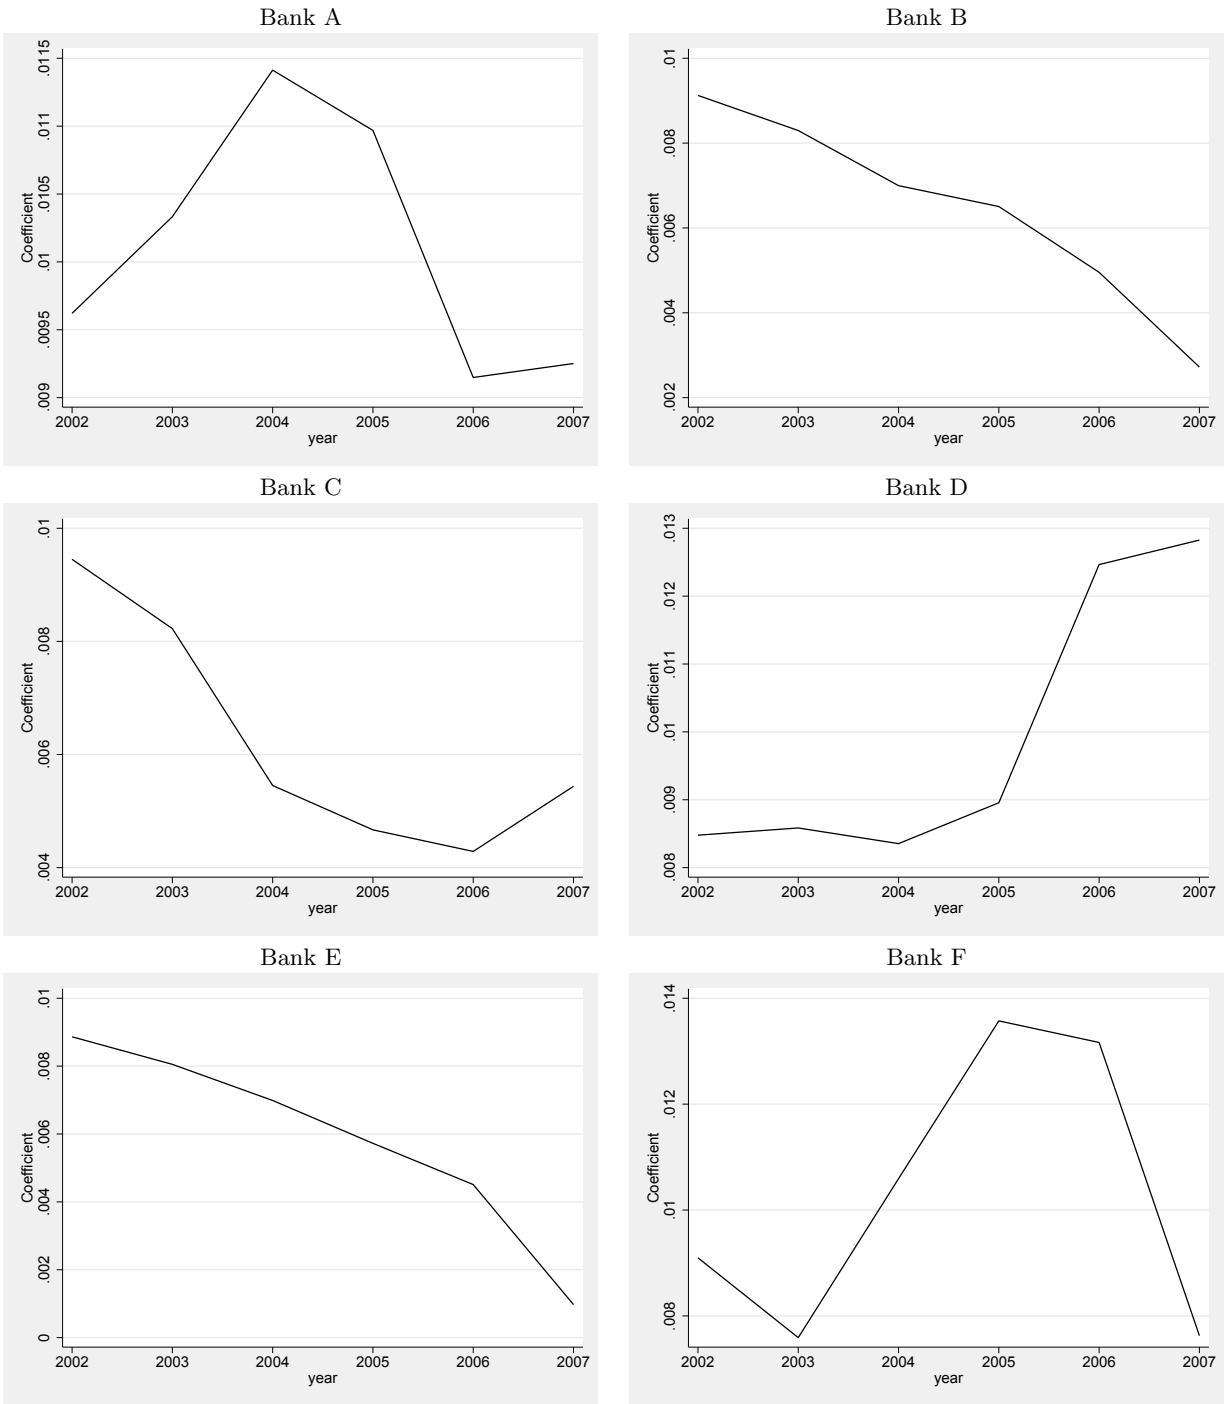 Bank A
Coefficient
.009 .0095 .01 .0105 .011 .0115
2002 2003 2004 2005 2006 2007
year
Bank B
Coefficient
.002 .004 .006 .008 .01
2002 2003 2004 2005 2006 2007
year
Bank C
Coefficient
.004 .006 .008 .01
2002 2003 2004 2005 2006 2007
year
Bank D
Coefficient
.008 .009 .01 .011 .012 .013
2002 2003 2004 2005 2006 2007
year
Bank E
Coefficient
0 .002 .004 .006 .008 .01
2002 2003 2004 2005 2006 2007
year
Bank F
Coefficient
.008 .01 .012 .014
2002 2003 2004 2005 2006 2007
year